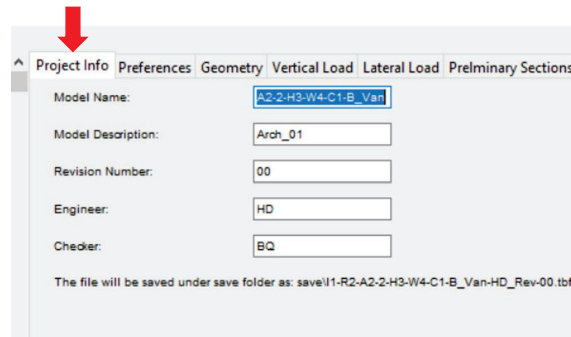 Project Info Preferences Geometry Vertical Load Lateral Load Prelminary Sections
Model Name: A2-2-H3-W4-C1-B_Van
Model Description: Arch_01
Revision Number: 00
Engineer: HD
Checker: BQ
The file will be saved under save folder as: save\I1-R2-A2-2-H3-W4-C1-B_Van-HD_Rev-00.tbf